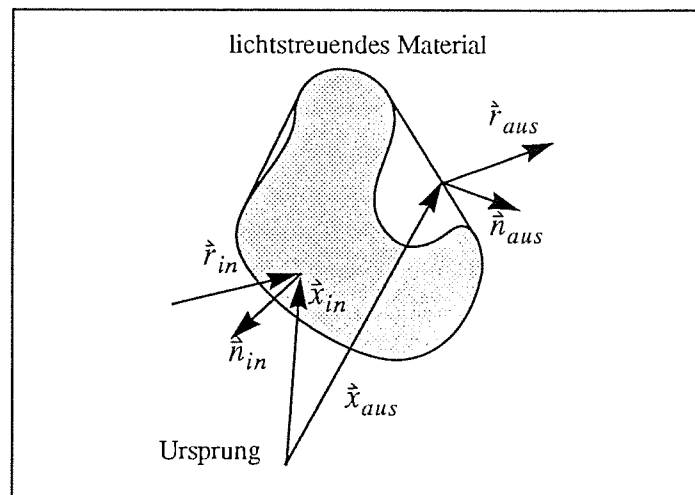 lichtstreuendes Material
r⃗aus
n⃗aus
r⃗in
x⃗in
n⃗in
x⃗aus
Ursprung